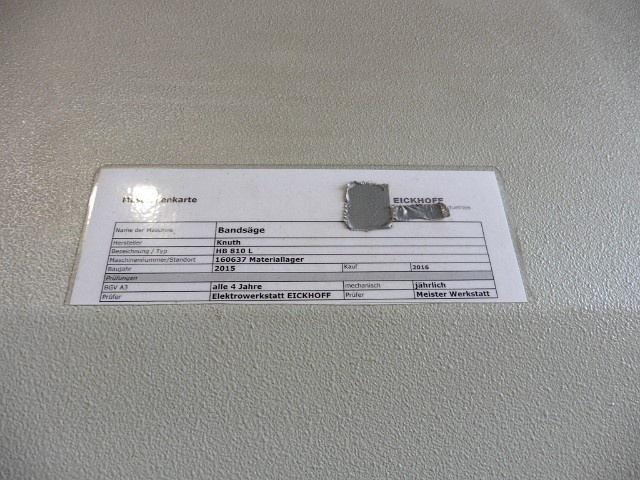 EICKHOFF
Name der Maschine Bandsäge
Hersteller Knuth
Bezeichnung / Typ HB 810 L
Maschinennummer/Standort 160637 Materiallager
Baujahr 2015 Kauf 2016
Prüfungen
BGV A3 alle 4 Jahre mechanisch jährlich
Prüfer Elektrowerkstatt EICKHOFF Prüfer Meister Werkstatt